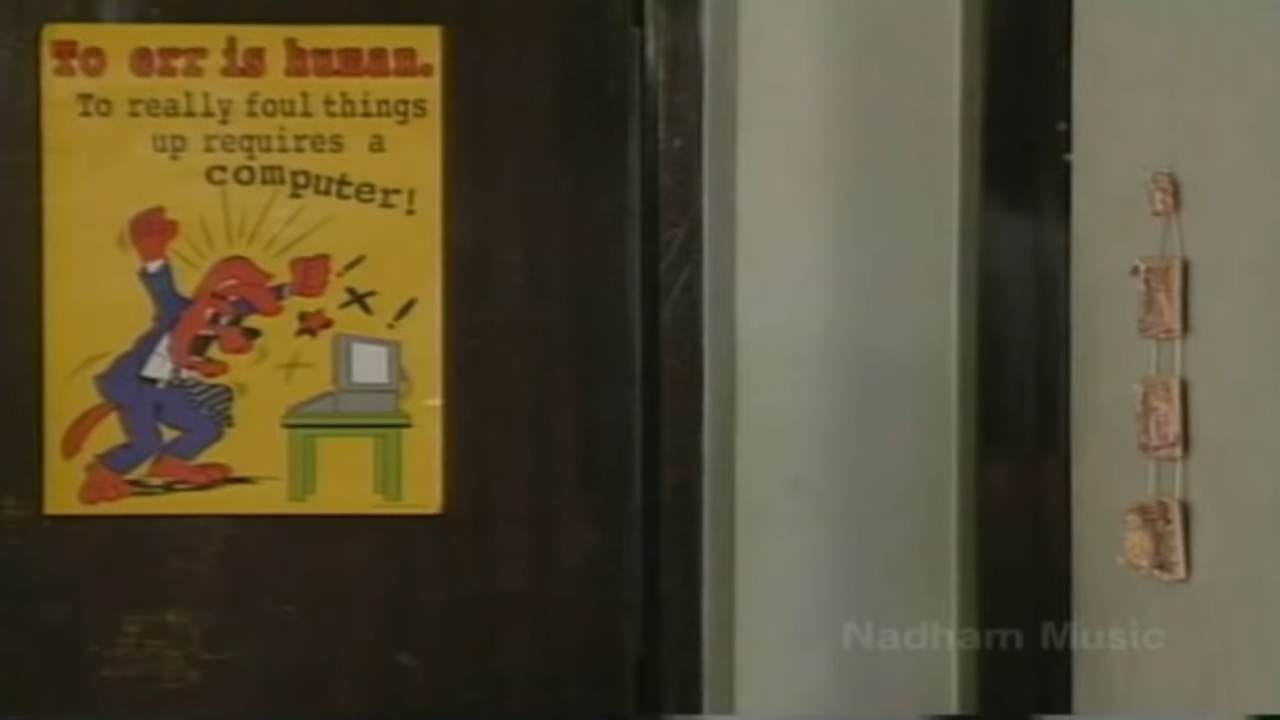 To err is human.
To really foul things
up requires a
computer!
Nadham Music